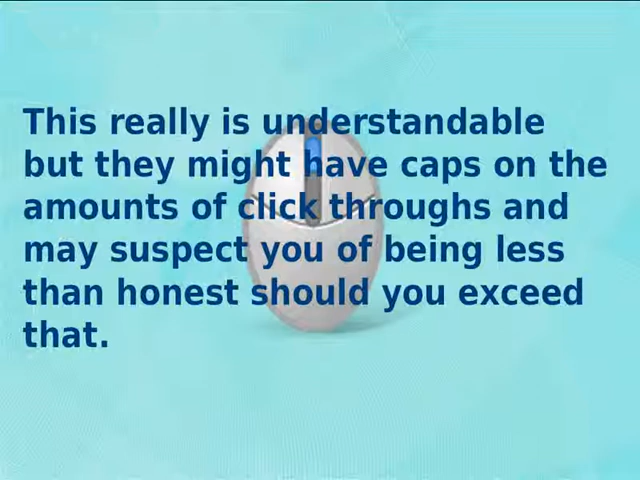 This really is understandable
but they might have caps on the
amounts of click throughs and
may suspect you of being less
than honest should you exceed
that.